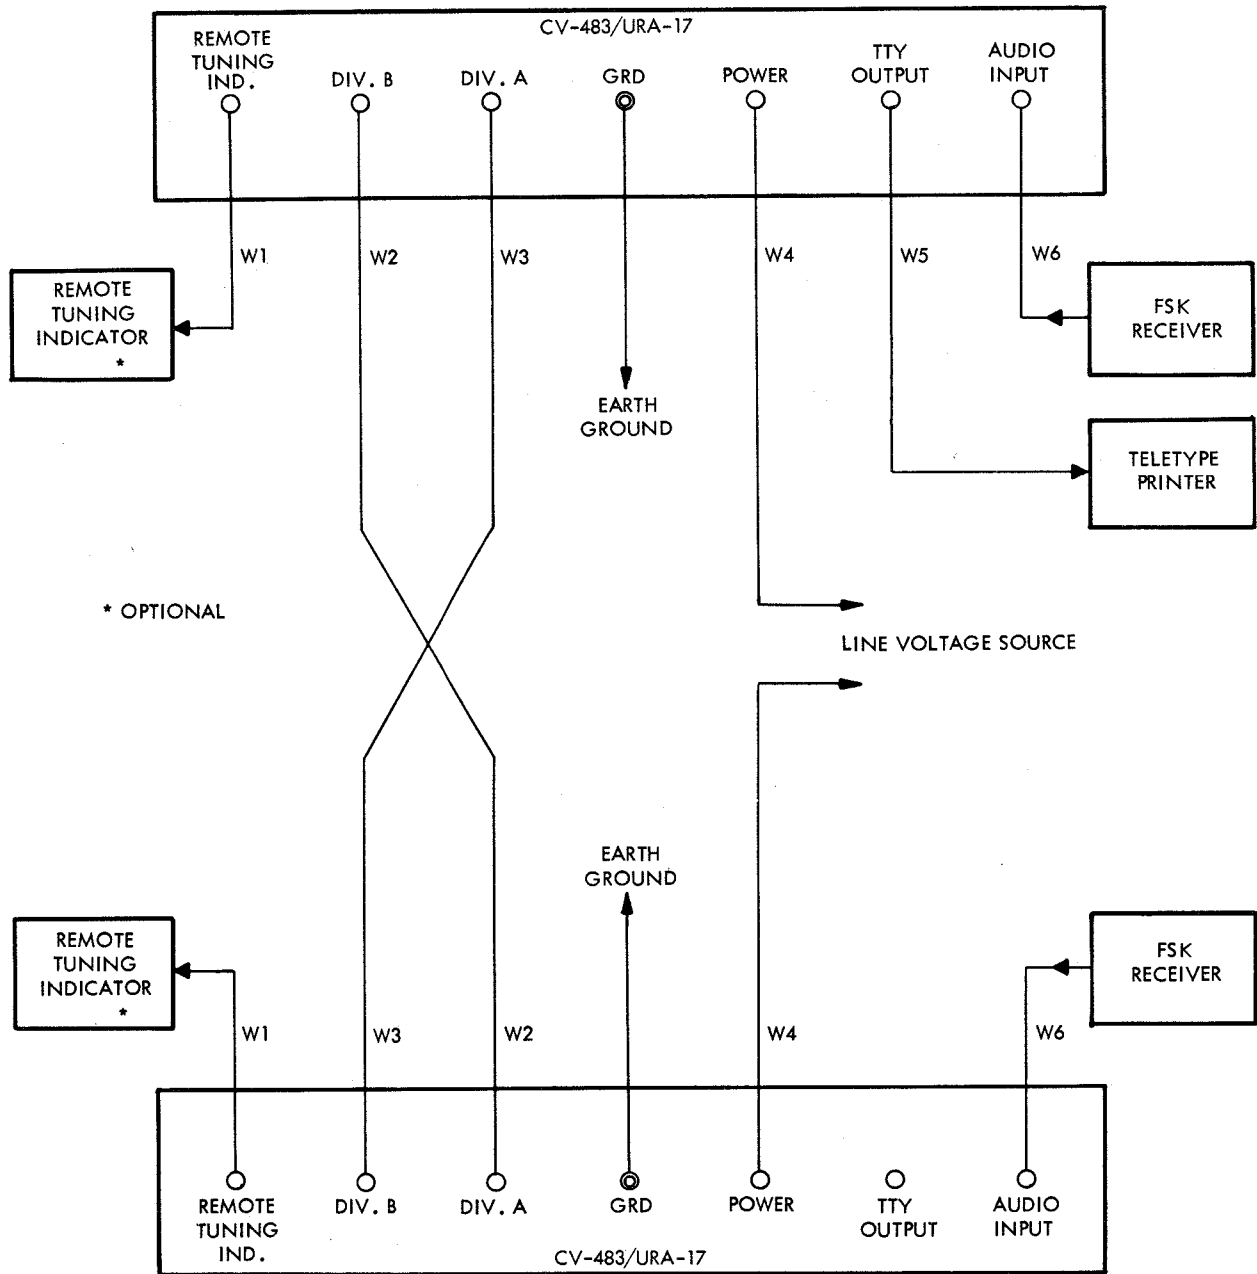 CV-483/URA-17
REMOTE
TUNING
IND.
DIV. B
DIV. A
GRD
POWER
TTY
OUTPUT
AUDIO
INPUT
W1
W2
W3
W4
W5
W6
REMOTE
TUNING
INDICATOR
*
FSK
RECEIVER
EARTH
GROUND
TELETYPE
PRINTER
* OPTIONAL
LINE VOLTAGE SOURCE
EARTH
GROUND
REMOTE
TUNING
INDICATOR
*
FSK
RECEIVER
W1
W3
W2
W4
W6
REMOTE
TUNING
IND.
DIV. B
DIV. A
GRD
POWER
TTY
OUTPUT
AUDIO
INPUT
CV-483/URA-17